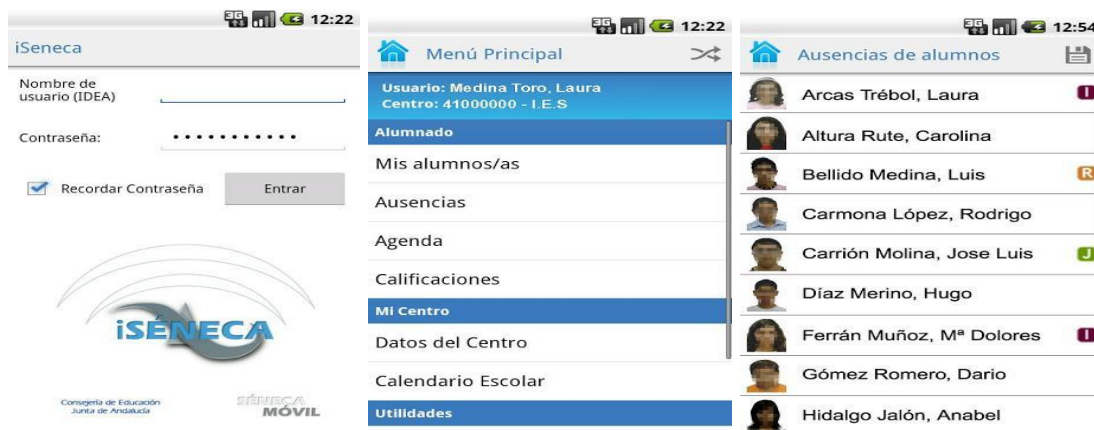 3G 12:22
iSeneca
Nombre de
usuario (IDEA)
Contraseña: •••••••••••
Recordar Contraseña Entrar
iSÉNECA
Consejería de Educación
Junta de Andalucía
SÉNECA
MÓVIL
3G 12:22
Menú Principal
Usuario: Medina Toro, Laura
Centro: 41000000 - I.E.S
Alumnado
Mis alumnos/as
Ausencias
Agenda
Calificaciones
Mi Centro
Datos del Centro
Calendario Escolar
Utilidades
3G 12:54
Ausencias de alumnos
Arcas Trébol, Laura I
Altura Rute, Carolina
Bellido Medina, Luis R
Carmona López, Rodrigo
Carrión Molina, Jose Luis J
Díaz Merino, Hugo
Ferrán Muñoz, Mª Dolores I
Gómez Romero, Dario
Hidalgo Jalón, Anabel